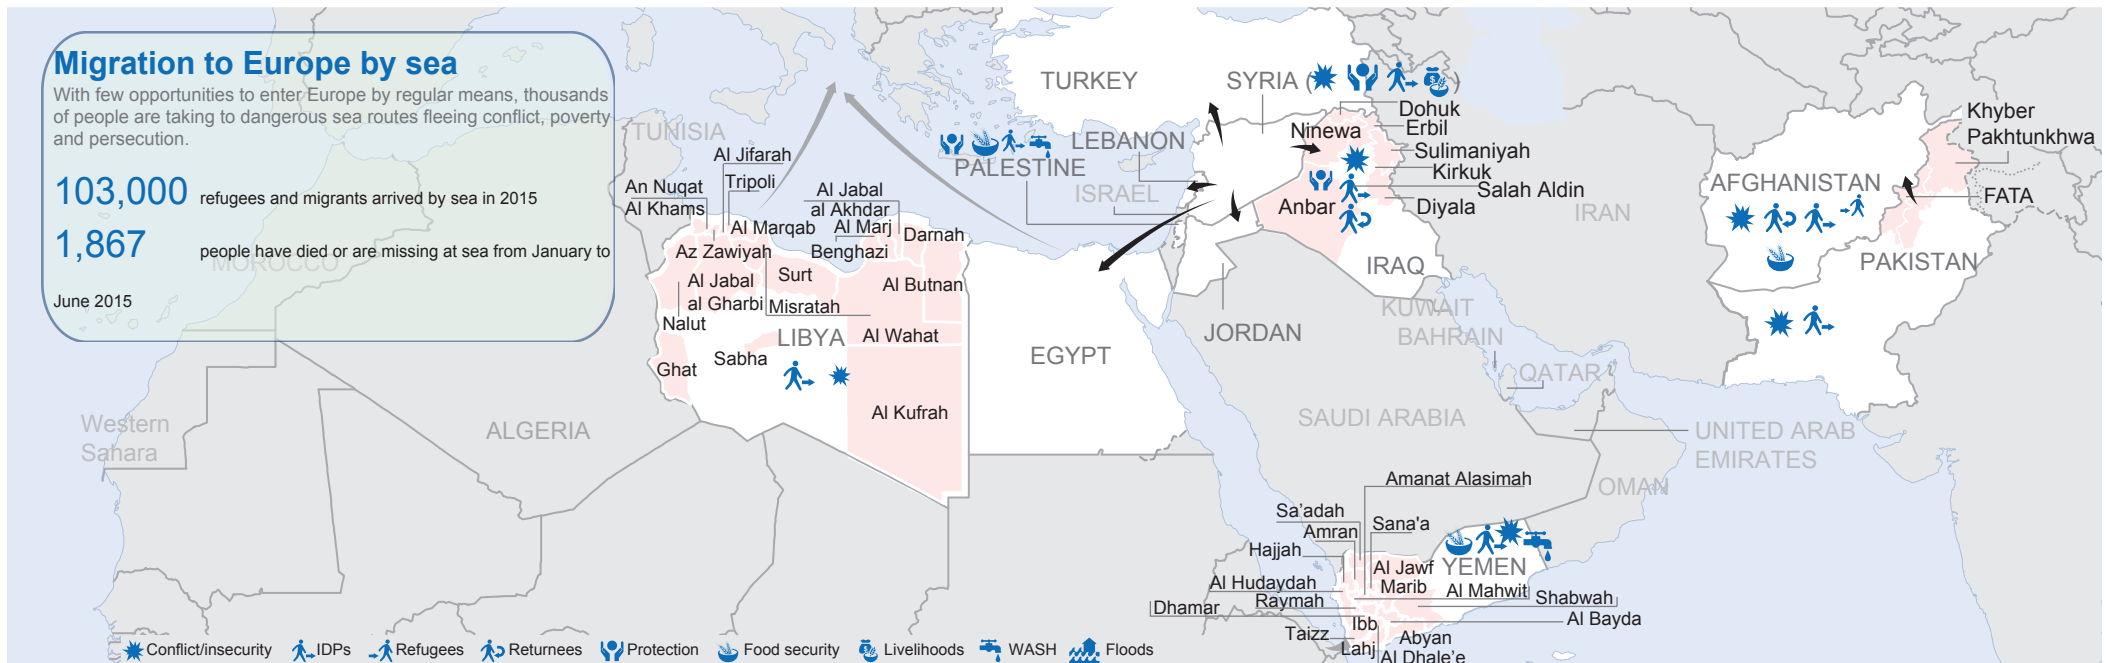 Migration to Europe by sea
With few opportunities to enter Europe by regular means, thousands
of people are taking to dangerous sea routes fleeing conflict, poverty
and persecution.
103,000 refugees and migrants arrived by sea in 2015
1,867 people have died or are missing at sea from January to
June 2015
MOROCCO
Western
Sahara
ALGERIA
TUNISIA
Al Jifarah
Tripoli
An Nuqat
Al Khams
Al Marqab
Az Zawiyah
Al Jabal
al Akhdar
Al Marj
Darnah
Benghazi
Surt
Al Jabal
al Gharbi
Misratah
Al Butnan
Nalut
LIBYA
Al Wahat
Sabha
Ghat
Al Kufrah
EGYPT
TURKEY
SYRIA ( )
LEBANON
PALESTINE
ISRAEL
JORDAN
Dohuk
Ninewa
Erbil
Sulimaniyah
Kirkuk
Salah Aldin
Anbar
Diyala
IRAQ
IRAN
KUWAIT
BAHRAIN
QATAR
SAUDI ARABIA
UNITED ARAB
EMIRATES
OMAN
AFGHANISTAN
PAKISTAN
Khyber
Pakhtunkhwa
FATA
Amanat Alasimah
Sa'adah
Sana'a
Amran
Hajjah
Al Jawf
YEMEN
Al Hudaydah
Marib
Al Mahwit
Raymah
Shabwah
Dhamar
Ibb
Al Bayda
Taizz
Abyan
Lahj
Al Dhale'e
Conflict/insecurity IDPs Refugees Returnees Protection Food security Livelihoods WASH Floods